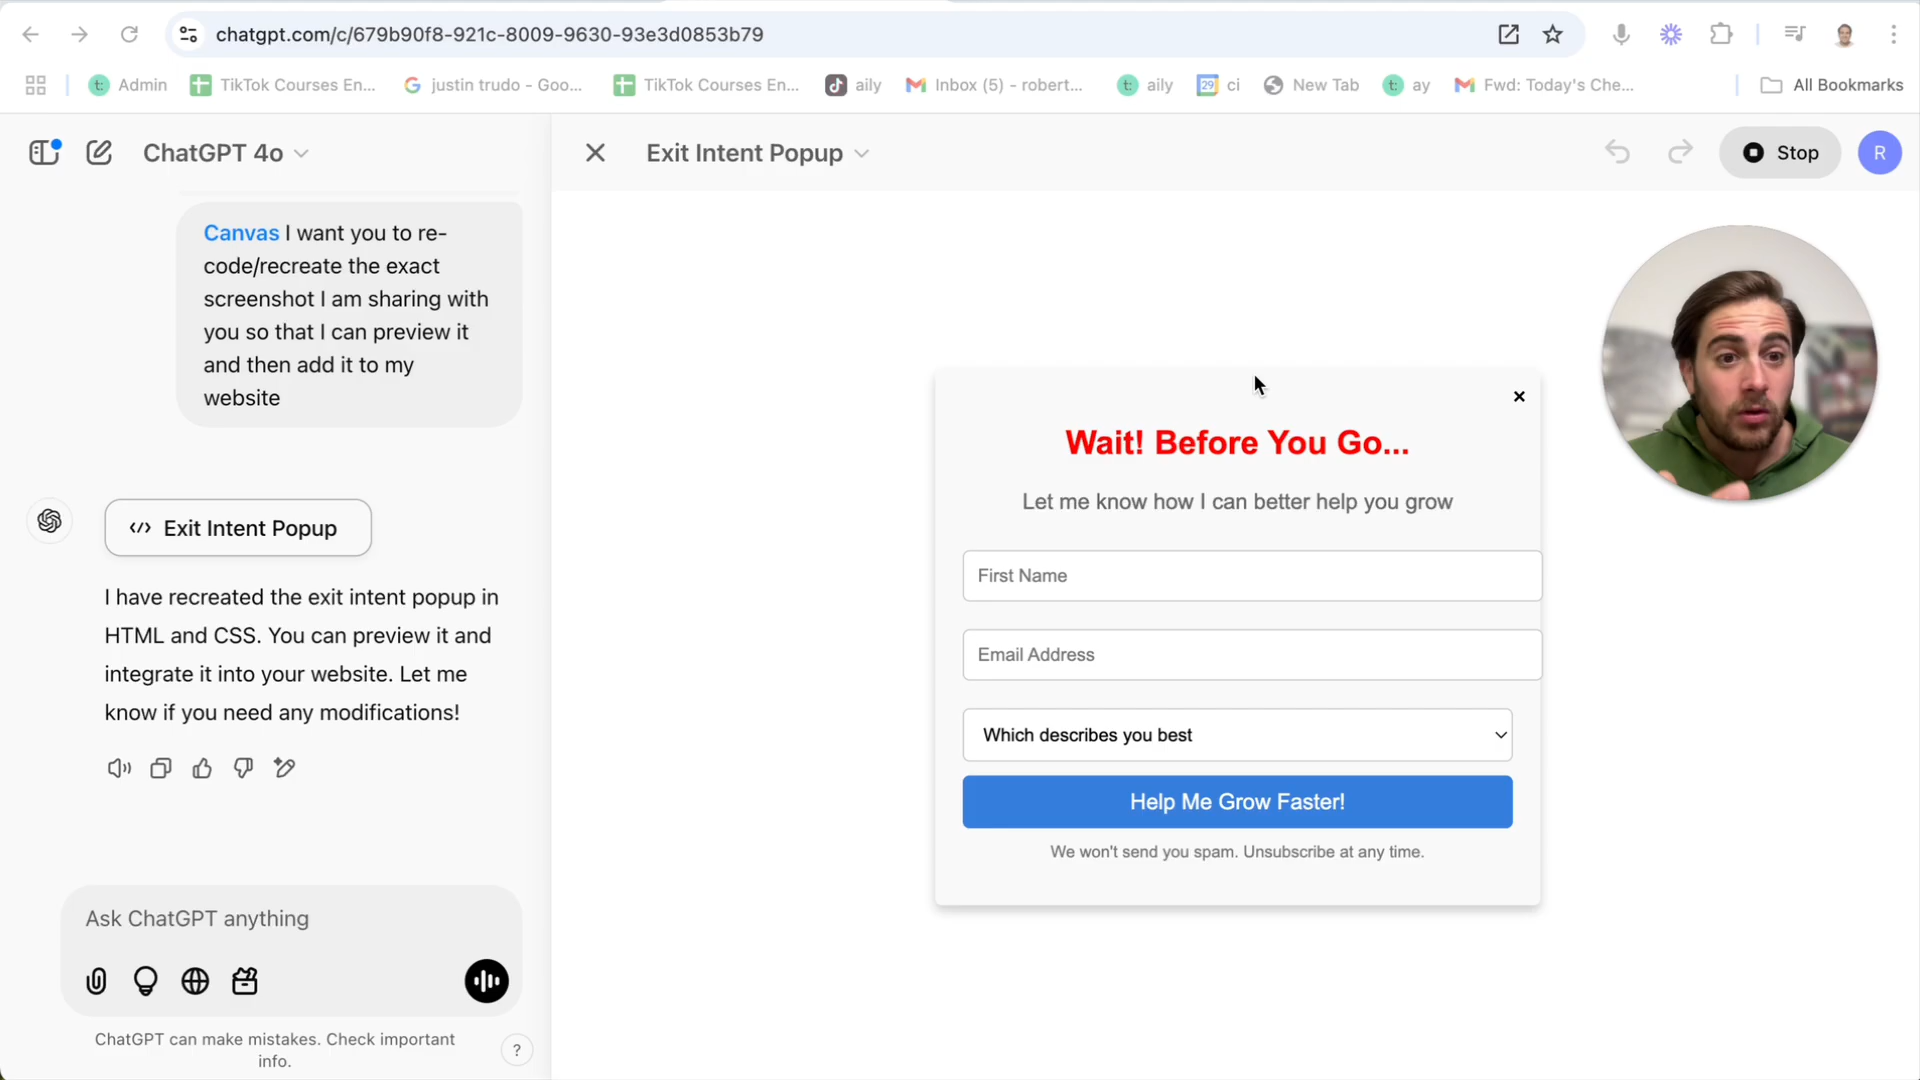 chatgpt.com/c/679b90f8-921c-8009-9630-93e3d0853b79
Admin
TikTok Courses En...
justin trudo - Goo...
TikTok Courses En...
aily
Inbox (5) - robert...
aily
29
ci
New Tab
ay
Fwd: Today's Che...
All Bookmarks
ChatGPT 4o
Exit Intent Popup
Stop
R
Canvas I want you to re-
code/recreate the exact
screenshot I am sharing with
you so that I can preview it
and then add it to my
website
Exit Intent Popup
I have recreated the exit intent popup in
HTML and CSS. You can preview it and
integrate it into your website. Let me
know if you need any modifications!
Ask ChatGPT anything
ChatGPT can make mistakes. Check important
info.
?
Wait! Before You Go...
Let me know how I can better help you grow
First Name
Email Address
Which describes you best
Help Me Grow Faster!
We won't send you spam. Unsubscribe at any time.